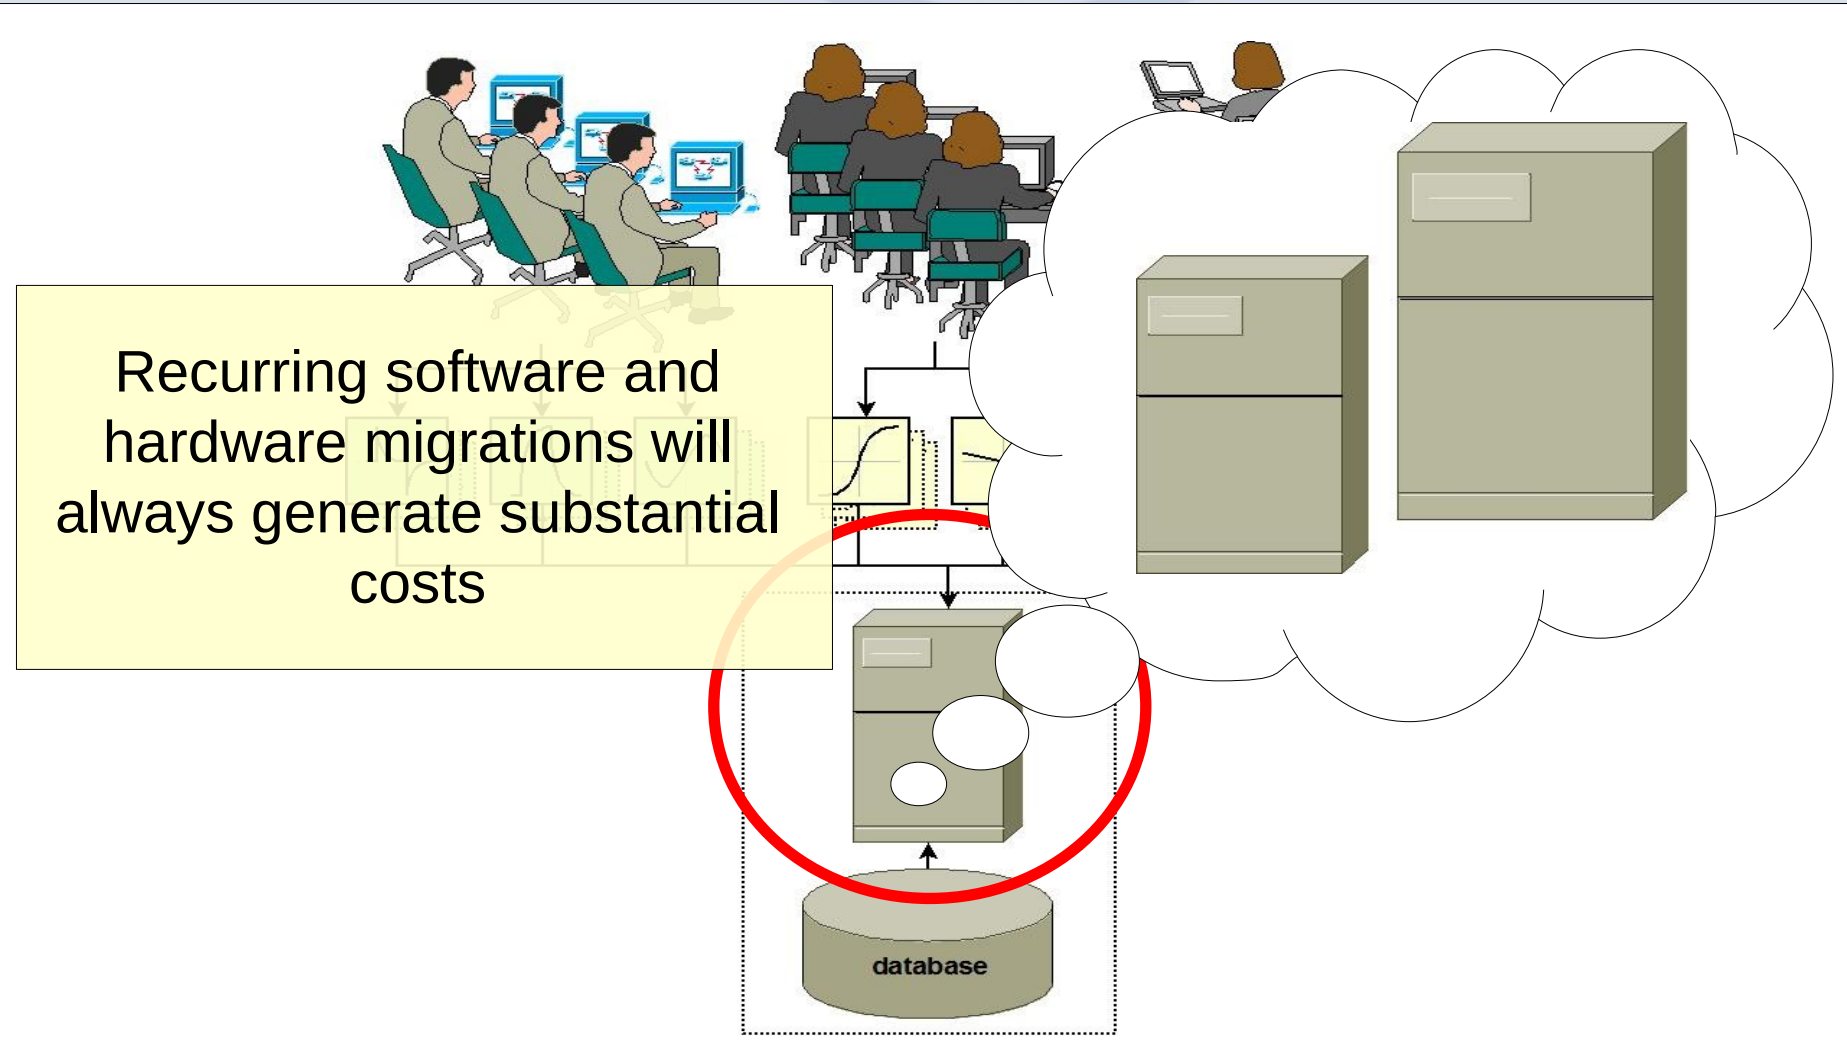 Recurring software and
hardware migrations will
always generate substantial
costs
database